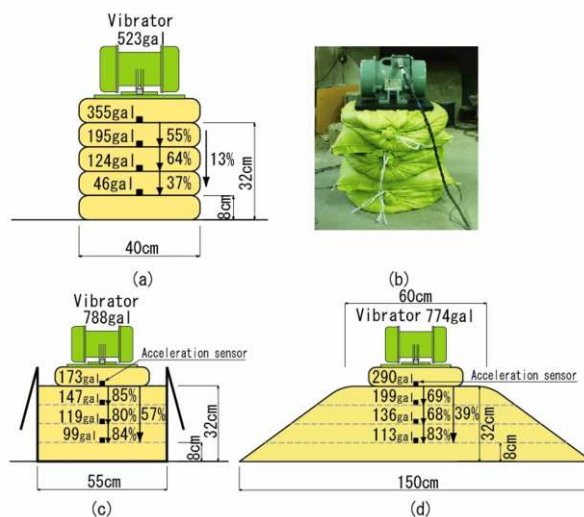 Vibrator
523gal
355gal
195gal
55%
124gal
64%
13%
46gal
37%
32cm
8cm
40cm
(a)
(b)
Vibrator
788gal
Acceleration sensor
173gal
147gal
85%
119gal
80%
57%
99gal
84%
32cm
8cm
55cm
(c)
60cm
Vibrator 774gal
Acceleration sensor
290gal
199gal
69%
136gal
68%
39%
113gal
83%
32cm
8cm
150cm
(d)